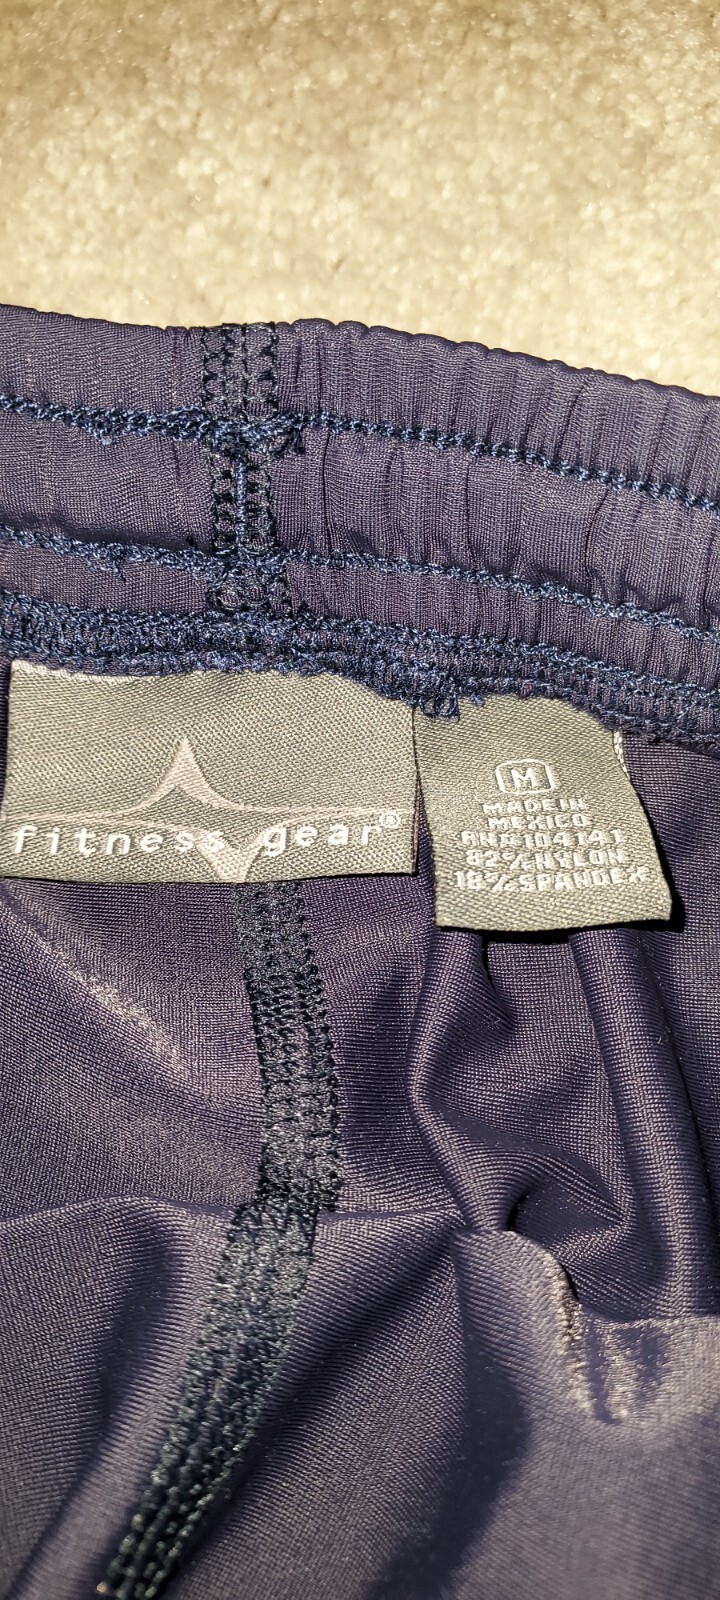 fitness gear®
M
MADE IN
MEXICO
RN#104141
82%NYLON
18%SPANDEX